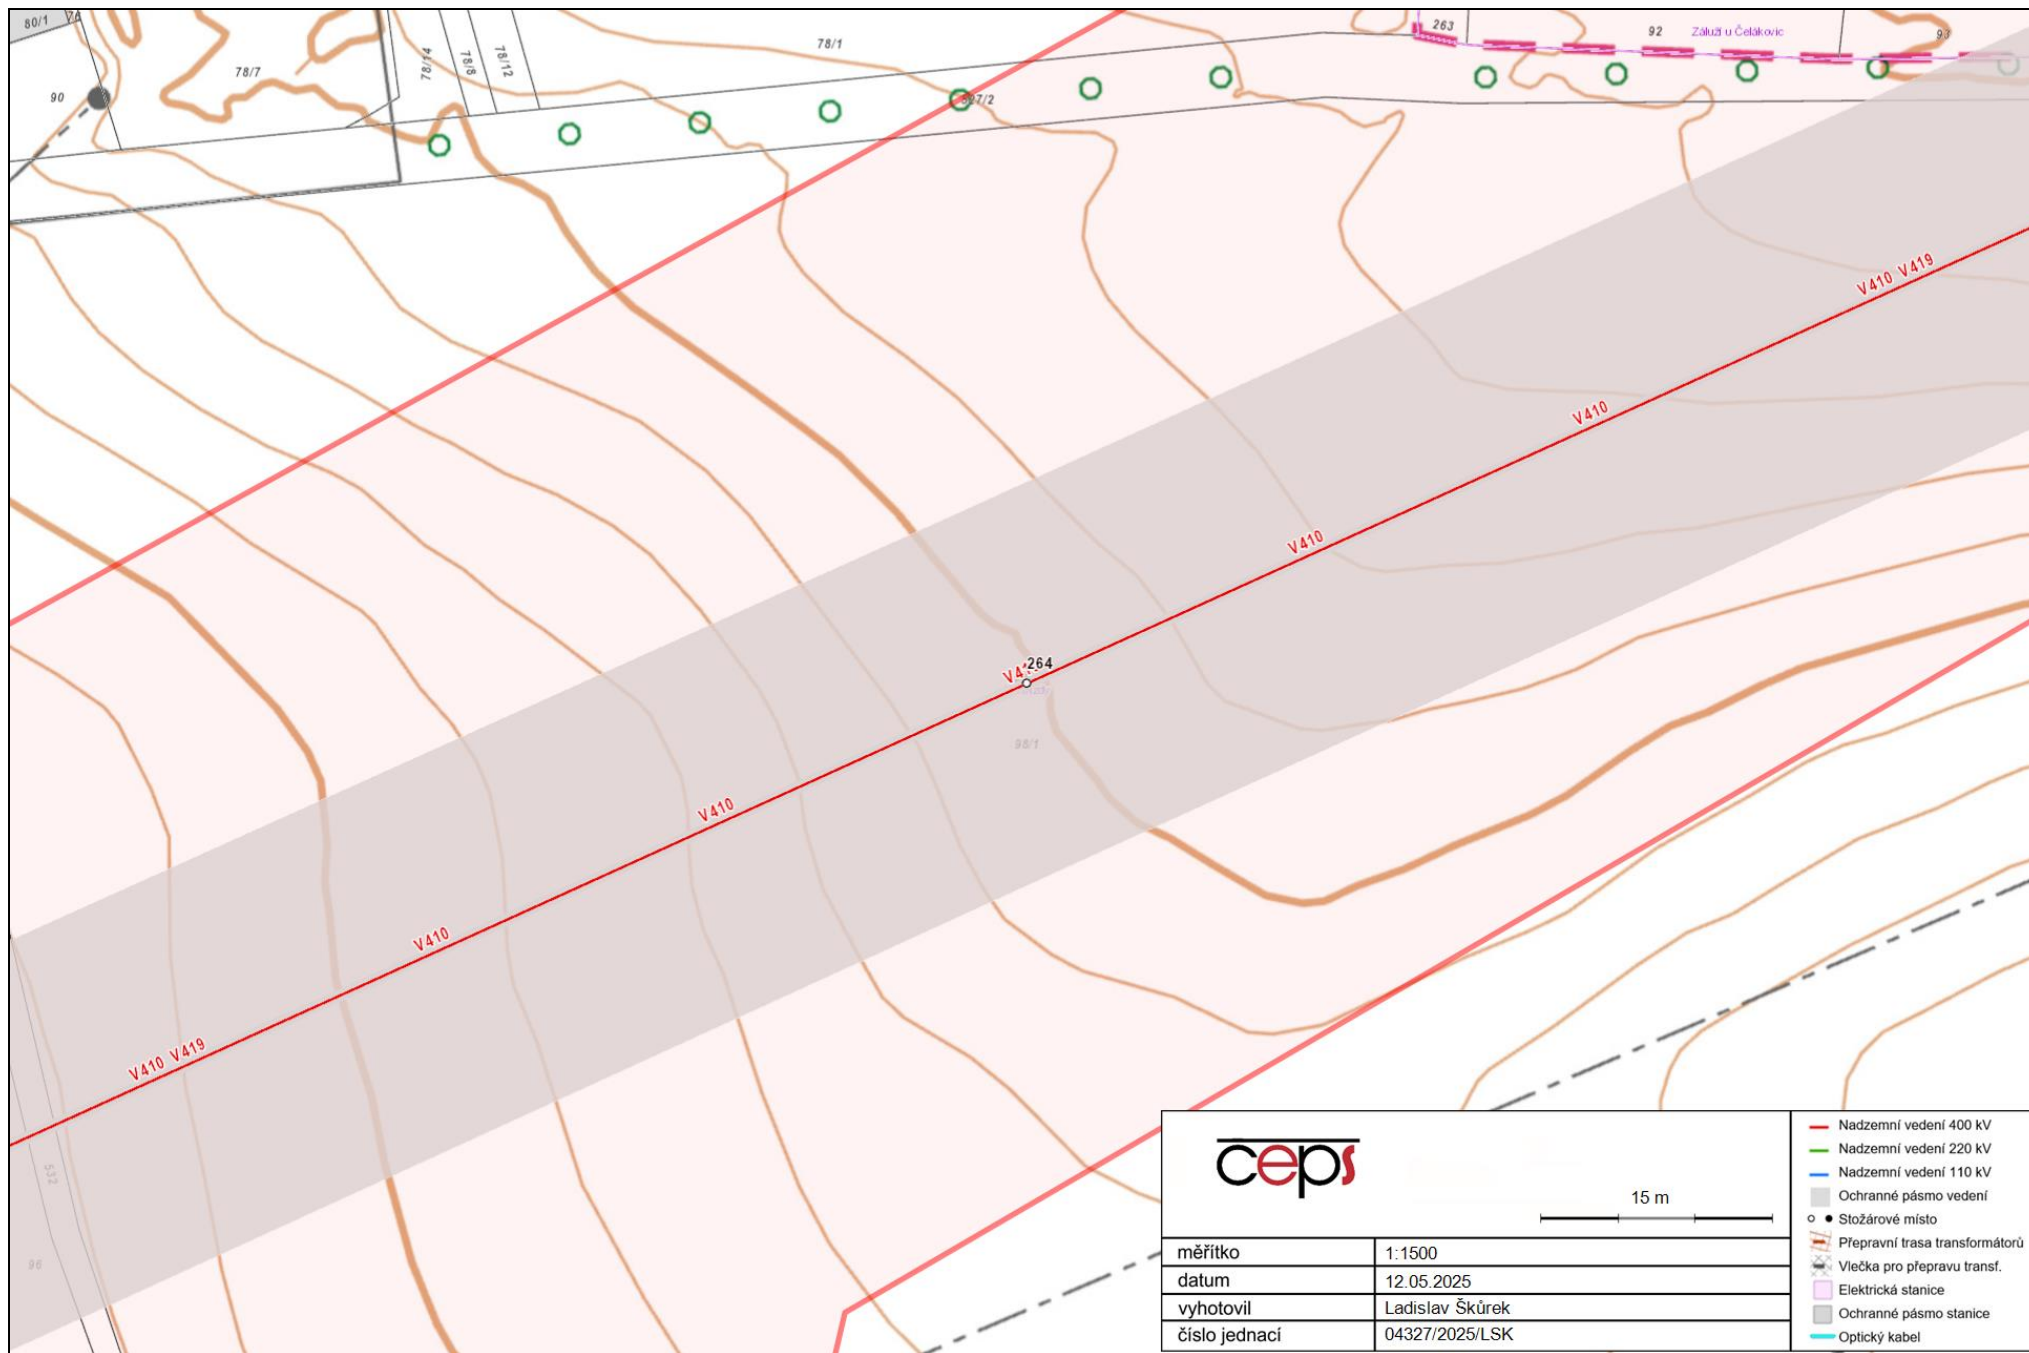 80/1
76
90
78/7
78/14
78/8
78/12
78/1
263
92
Záluží u Čelákovic
93
V410 V419
V410
V410
264
98/1
V410
V410
V410 V419
532
96
ceps
15 m
měřítko 1:1500
datum 12.05.2025
vyhotovil Ladislav Škůrek
číslo jednací 04327/2025/LSK
Nadzemní vedení 400 kV
Nadzemní vedení 220 kV
Nadzemní vedení 110 kV
Ochranné pásmo vedení
Stožárové místo
Přepravní trasa transformátorů
Vlečka pro přepravu transf.
Elektrická stanice
Ochranné pásmo stanice
Optický kabel